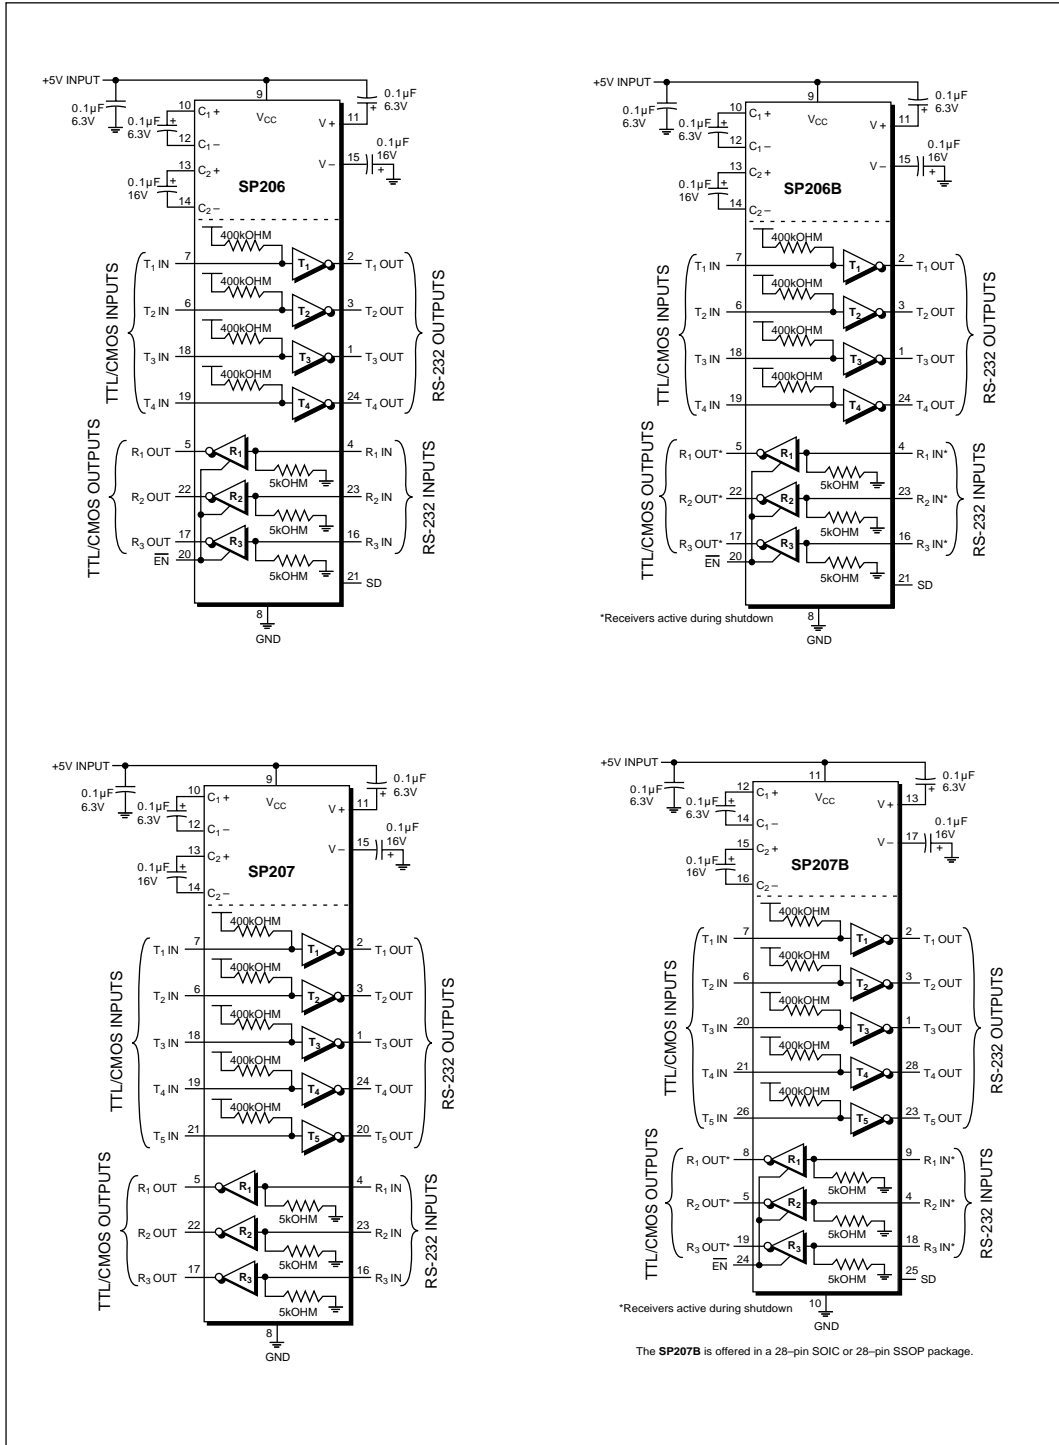 +5V INPUT
0.1µF
6.3V
0.1µF
6.3V
9
VCC
10
C1 +
0.1µF
6.3V
12
C1 –
11
V +
13
C2 +
0.1µF
16V
14
C2 –
15
V –
0.1µF
16V
SP206
TTL/CMOS INPUTS
RS-232 OUTPUTS
400kOHM
T1 IN 7 T1 2 T1 OUT
400kOHM
T2 IN 6 T2 3 T2 OUT
400kOHM
T3 IN 18 T3 1 T3 OUT
400kOHM
T4 IN 19 T4 24 T4 OUT
TTL/CMOS OUTPUTS
RS-232 INPUTS
R1 OUT 5 R1 4 R1 IN
5kOHM
R2 OUT 22 R2 23 R2 IN
5kOHM
R3 OUT 17 R3 16 R3 IN
EN 20
5kOHM
21 SD
8
GND
+5V INPUT
0.1µF
6.3V
0.1µF
6.3V
9
VCC
10
C1 +
0.1µF
6.3V
12
C1 –
11
V +
13
C2 +
0.1µF
16V
14
C2 –
15
V –
0.1µF
16V
SP206B
TTL/CMOS INPUTS
RS-232 OUTPUTS
400kOHM
T1 IN 7 T1 2 T1 OUT
400kOHM
T2 IN 6 T2 3 T2 OUT
400kOHM
T3 IN 18 T3 1 T3 OUT
400kOHM
T4 IN 19 T4 24 T4 OUT
TTL/CMOS OUTPUTS
RS-232 INPUTS
R1 OUT* 5 R1 4 R1 IN*
5kOHM
R2 OUT* 22 R2 23 R2 IN*
5kOHM
R3 OUT* 17 R3 16 R3 IN*
EN 20
5kOHM
21 SD
*Receivers active during shutdown
8
GND
+5V INPUT
0.1µF
6.3V
0.1µF
6.3V
9
VCC
10
C1 +
0.1µF
6.3V
12
C1 –
11
V +
13
C2 +
0.1µF
16V
14
C2 –
15
V –
0.1µF
16V
SP207
TTL/CMOS INPUTS
RS-232 OUTPUTS
400kOHM
T1 IN 7 T1 2 T1 OUT
400kOHM
T2 IN 6 T2 3 T2 OUT
400kOHM
T3 IN 18 T3 1 T3 OUT
400kOHM
T4 IN 19 T4 24 T4 OUT
400kOHM
T5 IN 21 T5 20 T5 OUT
TTL/CMOS OUTPUTS
RS-232 INPUTS
R1 OUT 5 R1 4 R1 IN
5kOHM
R2 OUT 22 R2 23 R2 IN
5kOHM
R3 OUT 17 R3 16 R3 IN
5kOHM
8
GND
+5V INPUT
0.1µF
6.3V
0.1µF
6.3V
11
VCC
12
C1 +
0.1µF
6.3V
14
C1 –
13
V +
15
C2 +
0.1µF
16V
16
C2 –
17
V –
0.1µF
16V
SP207B
TTL/CMOS INPUTS
RS-232 OUTPUTS
400kOHM
T1 IN 7 T1 2 T1 OUT
400kOHM
T2 IN 6 T2 3 T2 OUT
400kOHM
T3 IN 20 T3 1 T3 OUT
400kOHM
T4 IN 21 T4 28 T4 OUT
400kOHM
T5 IN 26 T5 23 T5 OUT
TTL/CMOS OUTPUTS
RS-232 INPUTS
R1 OUT* 8 R1 9 R1 IN*
5kOHM
R2 OUT* 5 R2 4 R2 IN*
5kOHM
R3 OUT* 19 R3 18 R3 IN*
EN 24
5kOHM
25 SD
*Receivers active during shutdown
10
GND
The SP207B is offered in a 28–pin SOIC or 28–pin SSOP package.